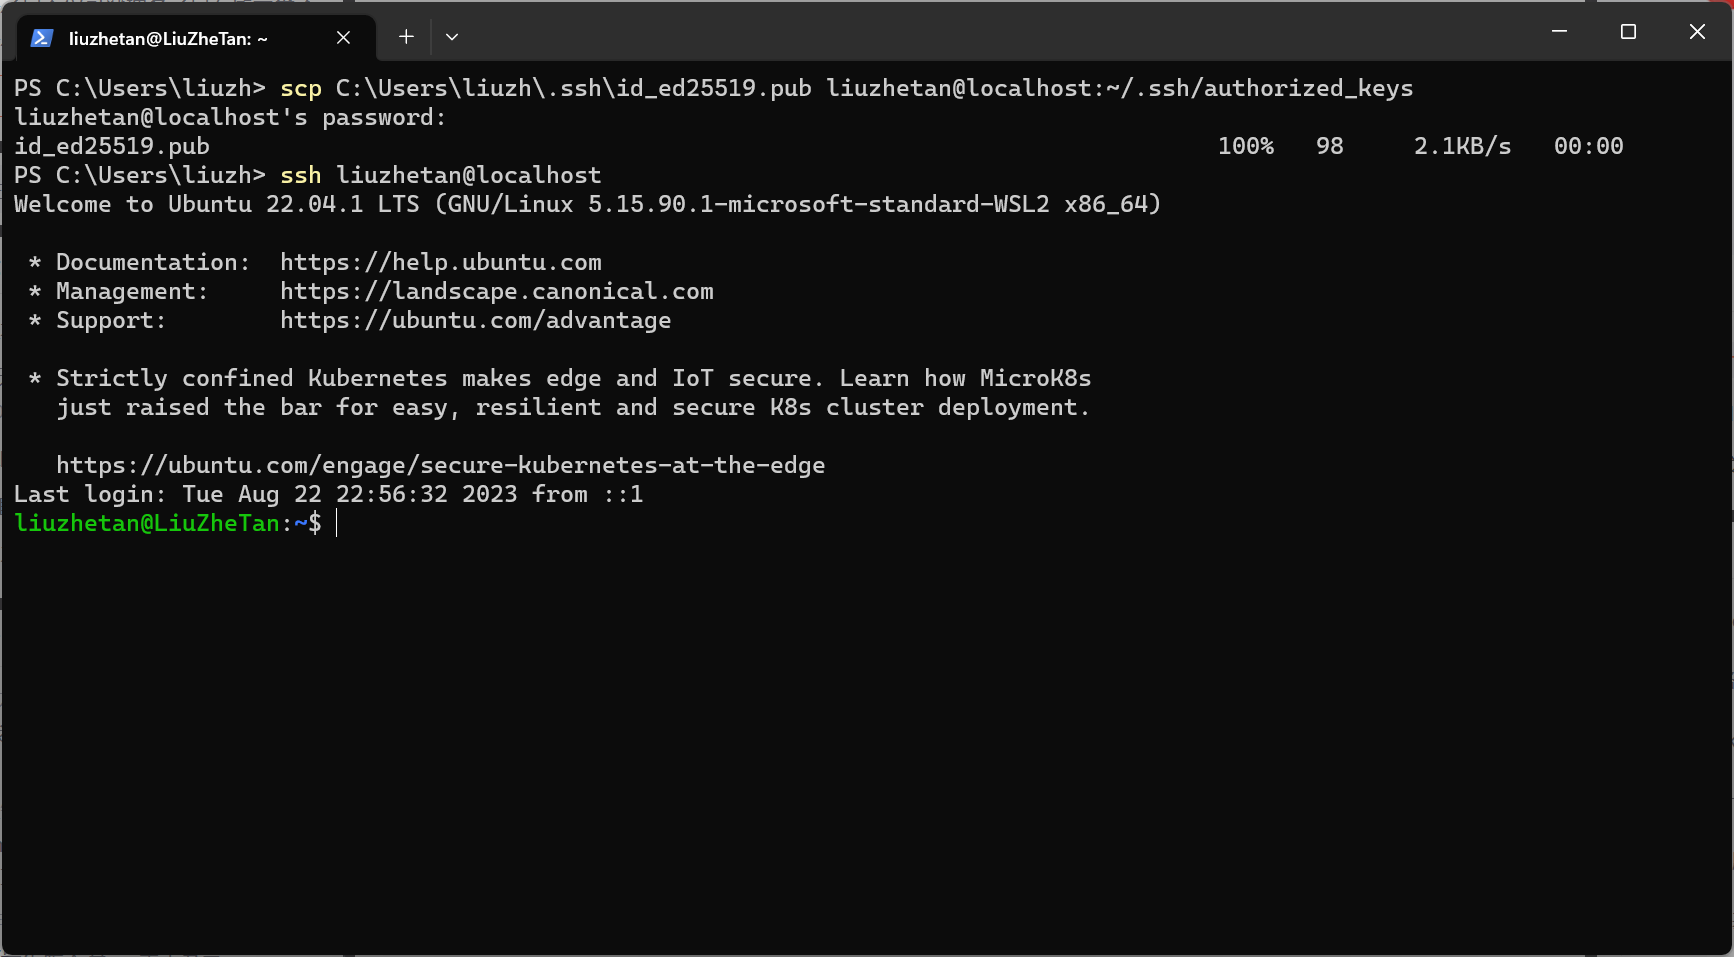 liuzhetan@LiuZheTan: ~
PS C:\Users\liuzh> scp C:\Users\liuzh\.ssh\id_ed25519.pub liuzhetan@localhost:~/.ssh/authorized_keys
liuzhetan@localhost's password:
id_ed25519.pub 100% 98 2.1KB/s 00:00
PS C:\Users\liuzh> ssh liuzhetan@localhost
Welcome to Ubuntu 22.04.1 LTS (GNU/Linux 5.15.90.1-microsoft-standard-WSL2 x86_64)
* Documentation: https://help.ubuntu.com
* Management: https://landscape.canonical.com
* Support: https://ubuntu.com/advantage
* Strictly confined Kubernetes makes edge and IoT secure. Learn how MicroK8s
just raised the bar for easy, resilient and secure K8s cluster deployment.
https://ubuntu.com/engage/secure-kubernetes-at-the-edge
Last login: Tue Aug 22 22:56:32 2023 from ::1
liuzhetan@LiuZheTan:~$